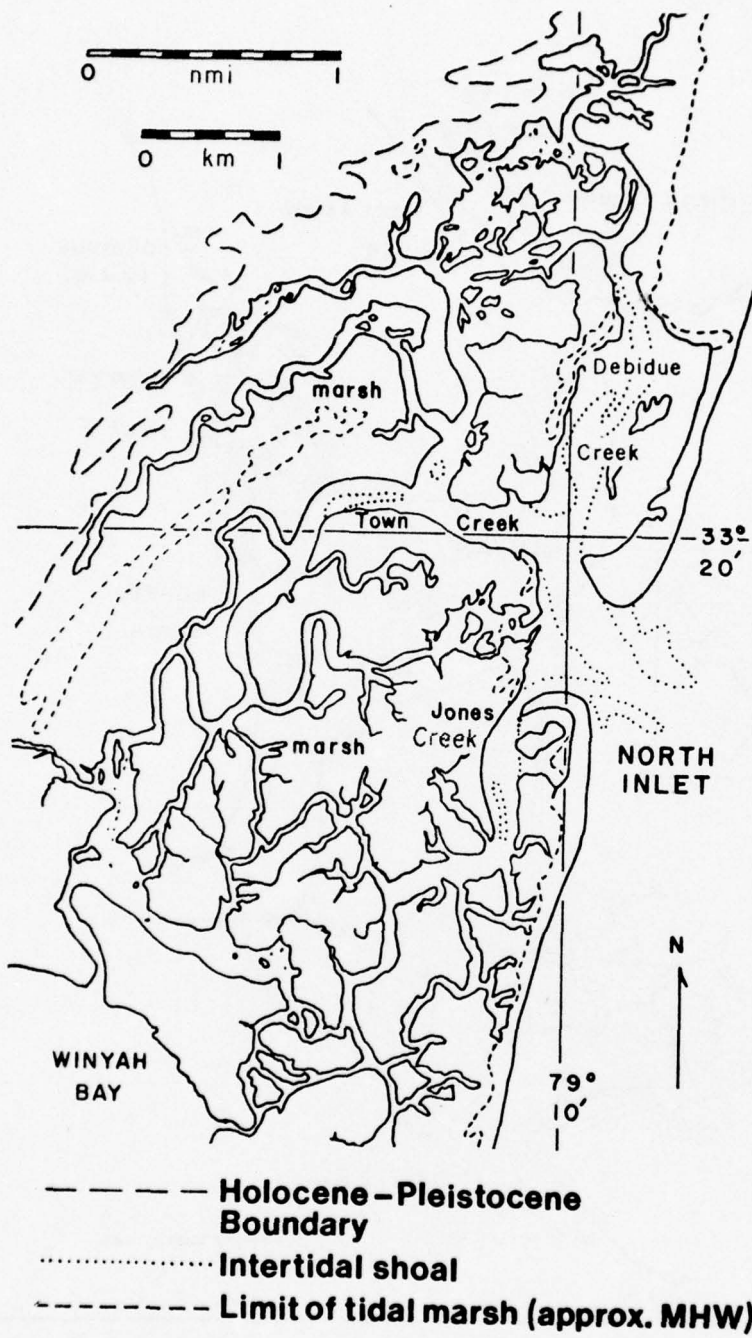 0 nmi 1
0 km 1
marsh
Debidue
Creek
Town Creek
33°
20′
Jones
Creek
marsh
NORTH
INLET
N
WINYAH
BAY
79°
10′
Holocene–Pleistocene
Boundary
Intertidal shoal
Limit of tidal marsh (approx. MHW)